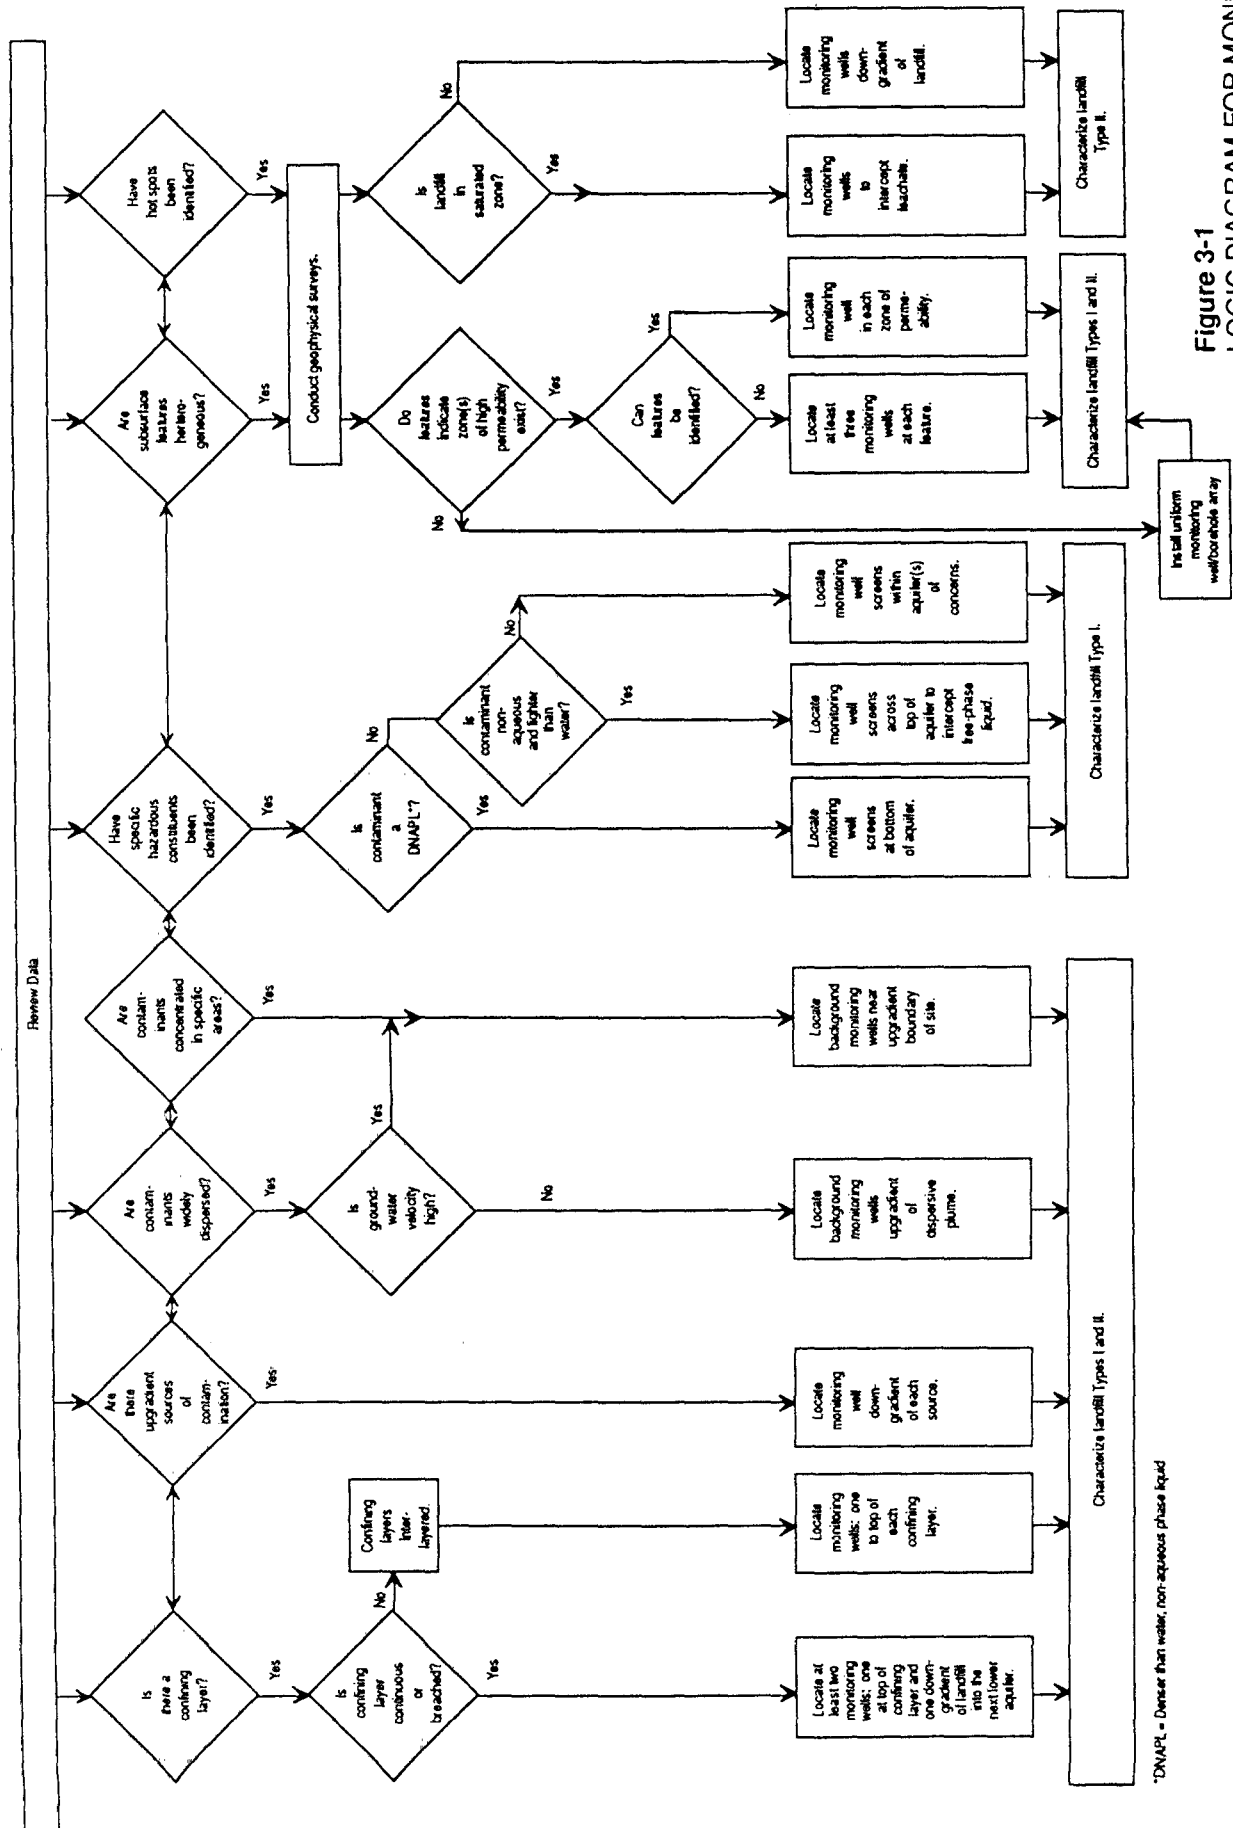 Review Data
Is
there a
confining
layer?
Yes
Is
confining
layer
continuous
or
breached?
No
Yes
Confining
layers
inter-
layered.
Locate at
least two
monitoring
wells: one
at top of
confining
layer and
one down-
gradient
of landfill
into the
next lower
aquifer.
Locate
monitoring
wells: one
to top of
each
confining
layer.
Are
there
upgradient
sources
of
contam-
ination?
Yes
Locate
monitoring
well
down-
gradient
of each
source.
Are
contam-
inants
widely
dispersed?
Yes
Is
ground-
water
velocity
high?
Yes
No
Locate
background
monitoring
wells
upgradient
of
dispersive
plume.
Are
contam-
inants
concentrated
in specific
areas?
Yes
Locate
background
monitoring
wells near
upgradient
boundary
of site.
Characterize landfill Types I and II.
Have
specific
hazardous
constituents
been
identified?
Yes
Is
contaminant
a
DNAPL*?
No
Yes
Is
contaminant
non-
aqueous
and lighter
than
water?
No
Yes
Locate
monitoring
well
screens
at bottom
of aquifer.
Locate
monitoring
well
screens
across
top of
aquifer to
intercept
free-phase
liquid.
Locate
monitoring
well
screens
within
aquifer(s)
of
concerns.
Characterize landfill Type I.
Are
subsurface
features
hetero-
geneous?
Yes
Have
hot spots
been
identified?
Yes
Conduct geophysical surveys.
Do
features
indicate
zone(s)
of high
permeability
exist?
No
Yes
Can
features
be
identified?
Yes
No
Locate
at least
three
monitoring
wells
at each
feature.
Locate
monitoring
well
in each
zone of
perme-
ability.
Install uniform
monitoring
well/borehole array
Characterize landfill Types I and II.
Is
landfill
in
saturated
zone?
No
Yes
Locate
monitoring
wells
to
intercept
leachate.
Locate
monitoring
wells
down-
gradient
of
landfill.
Characterize landfill
Type II.
*DNAPL = Denser than water, non-aqueous phase liquid
Figure 3-1
LOGIC DIAGRAM FOR MON